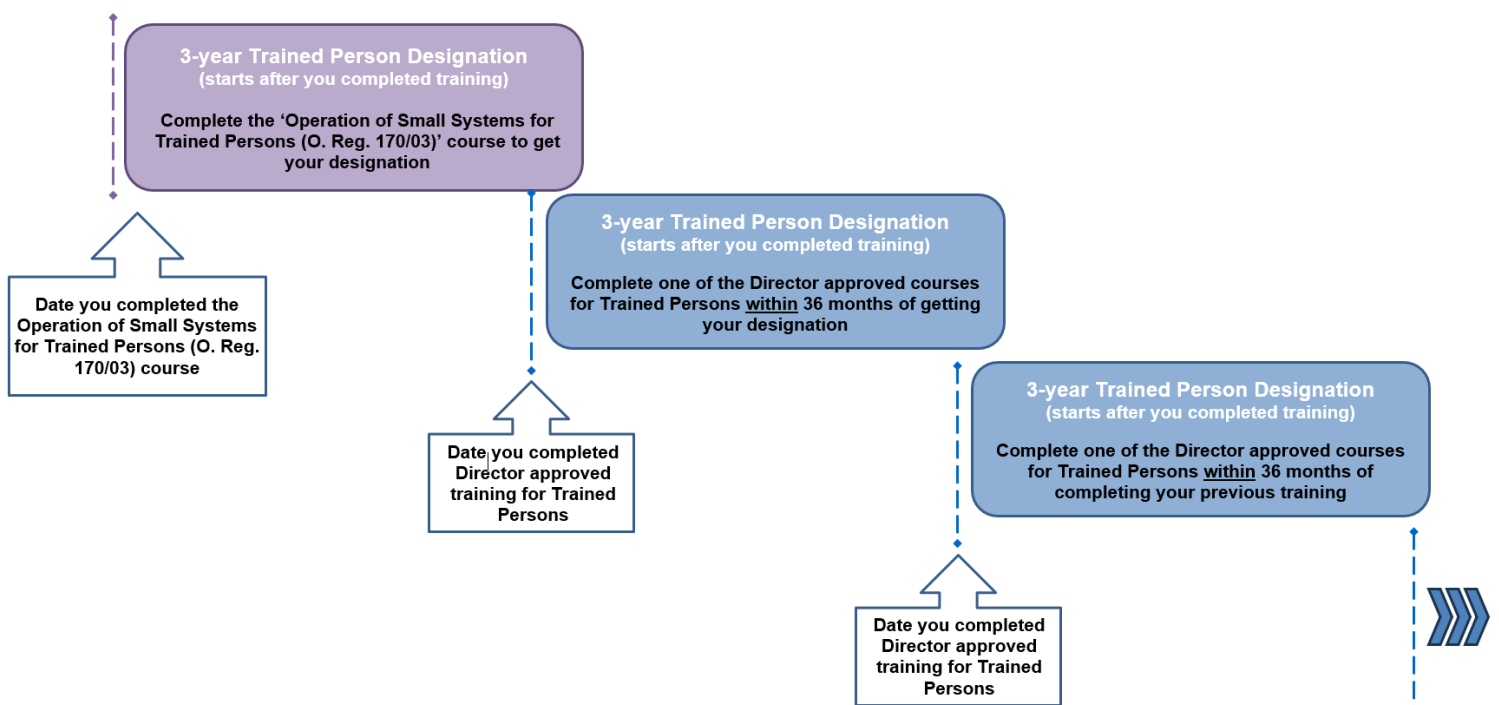 3-year Trained Person Designation
(starts after you completed training)
Complete the ‘Operation of Small Systems for
Trained Persons (O. Reg. 170/03)’ course to get
your designation
Date you completed the
Operation of Small Systems
for Trained Persons (O. Reg.
170/03) course
3-year Trained Person Designation
(starts after you completed training)
Complete one of the Director approved courses
for Trained Persons within 36 months of getting
your designation
Date you completed
Director approved
training for Trained
Persons
3-year Trained Person Designation
(starts after you completed training)
Complete one of the Director approved courses
for Trained Persons within 36 months of
completing your previous training
Date you completed
Director approved
training for Trained
Persons